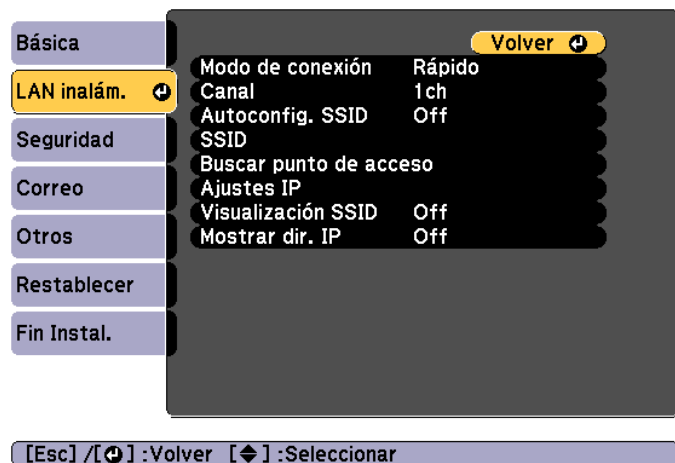 Básica
LAN inalám.
Seguridad
Correo
Otros
Restablecer
Fin Instal.
Volver
Modo de conexión Rápido
Canal 1ch
Autoconfig. SSID Off
SSID
Buscar punto de acceso
Ajustes IP
Visualización SSID Off
Mostrar dir. IP Off
[Esc] /[⏎] :Volver [◆] :Seleccionar